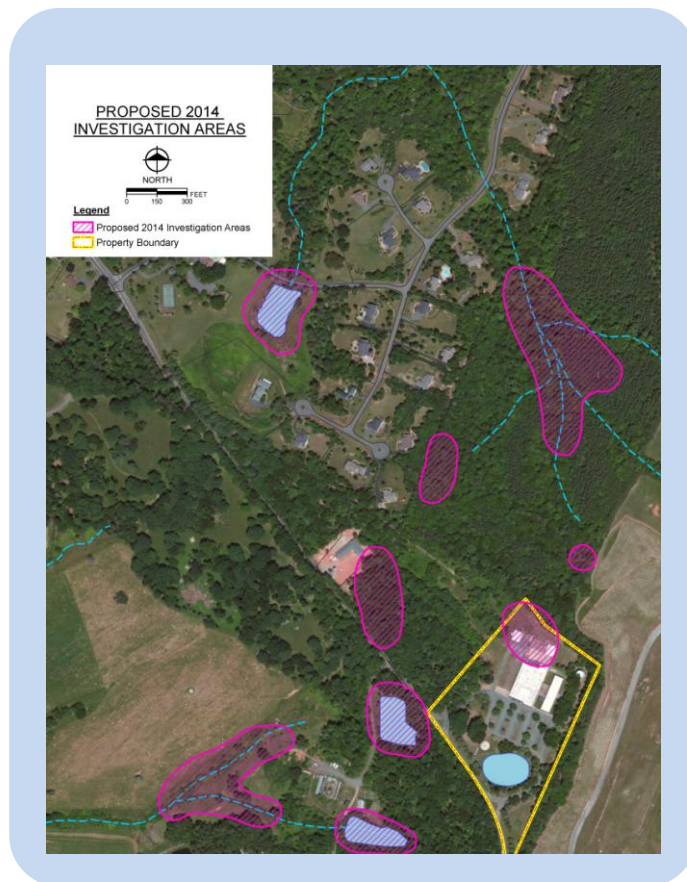 PROPOSED 2014
INVESTIGATION AREAS
NORTH
0 150 300 FEET
Legend
Proposed 2014 Investigation Areas
Property Boundary